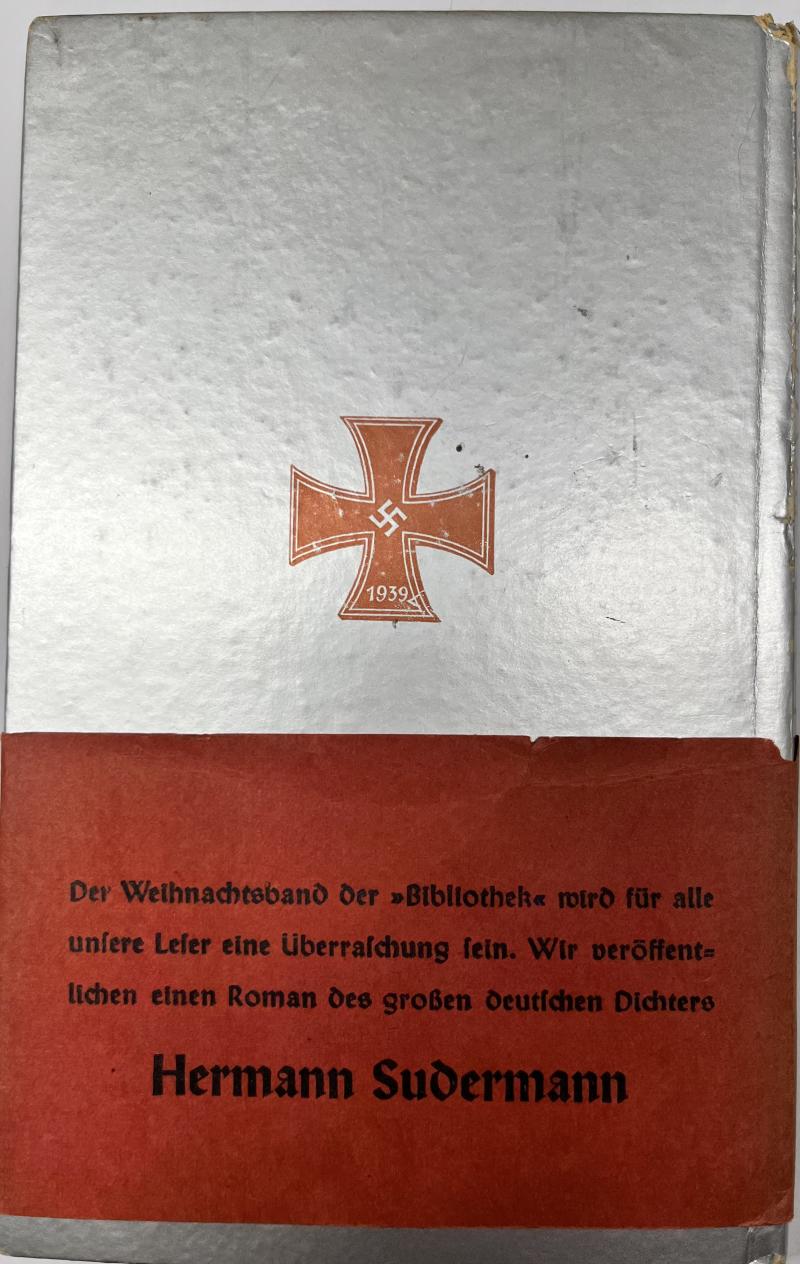 1939
Der Weihnachtsband der »Bibliothek« wird für alle
unſere Leſer eine Überraſchung ſein. Wir veröffent=
lichen einen Roman des großen deutſchen Dichters
Hermann Sudermann